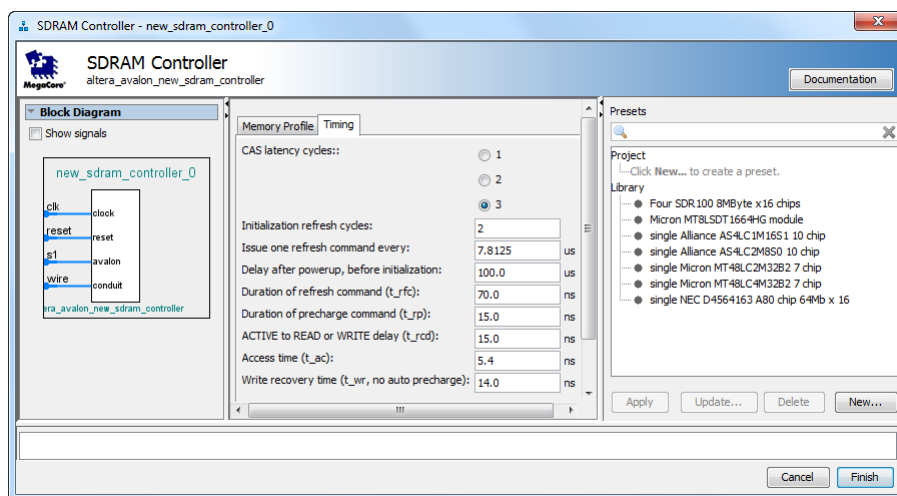 SDRAM Controller - new_sdram_controller_0
SDRAM Controller
altera_avalon_new_sdram_controller
MegaCore'
Documentation
Block Diagram
Show signals
new_sdram_controller_0
clk
clock
reset
reset
s1
avalon
wire
conduit
era_avalon_new_sdram_controller
Memory Profile
Timing
CAS latency cycles::
1
2
3
Initialization refresh cycles:
2
Issue one refresh command every:
7.8125
us
Delay after powerup, before initialization:
100.0
us
Duration of refresh command (t_rfc):
70.0
ns
Duration of precharge command (t_rp):
15.0
ns
ACTIVE to READ or WRITE delay (t_rcd):
15.0
ns
Access time (t_ac):
5.4
ns
Write recovery time (t_wr, no auto precharge):
14.0
ns
Presets
Project
Click New... to create a preset.
Library
Four SDR100 8MByte x16 chips
Micron MT8LSDT1664HG module
single Alliance AS4LC1M16S1 10 chip
single Alliance AS4LC2M8S0 10 chip
single Micron MT48LC2M32B2 7 chip
single Micron MT48LC4M32B2 7 chip
single NEC D4564163 A80 chip 64Mb x 16
Apply
Update...
Delete
New...
Cancel
Finish